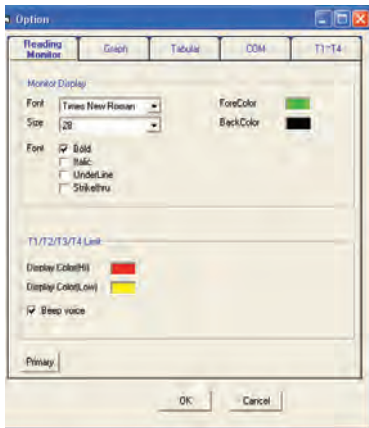 Option
Reading Monitor Graph Tabular COM T1~T4
Monitor Display
Font Times New Roman ForeColor
Size 28 BackColor
Font Bold
Italic
UnderLine
Strikethru
T1/T2/T3/T4 Limit
Display Color(Hi)
Display Color(Low)
Beep voice
Primary
OK Cancel